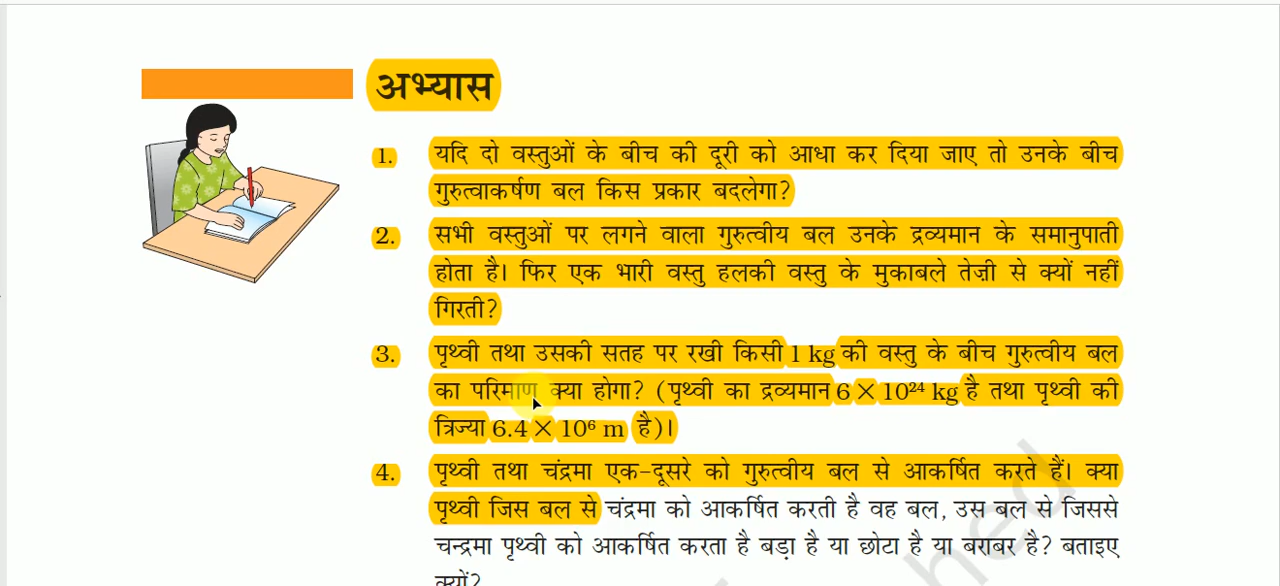 अभ्यास
1. यदि दो वस्तुओं के बीच की दूरी को आधा कर दिया जाए तो उनके बीच
गुरुत्वाकर्षण बल किस प्रकार बदलेगा?
2. सभी वस्तुओं पर लगने वाला गुरुत्वीय बल उनके द्रव्यमान के समानुपाती
होता है। फिर एक भारी वस्तु हलकी वस्तु के मुकाबले तेज़ी से क्यों नहीं
गिरती?
3. पृथ्वी तथा उसकी सतह पर रखी किसी 1 kg की वस्तु के बीच गुरुत्वीय बल
का परिमाण क्या होगा? (पृथ्वी का द्रव्यमान 6 × 10²⁴ kg है तथा पृथ्वी की
त्रिज्या 6.4 × 10⁶ m है)।
4. पृथ्वी तथा चंद्रमा एक-दूसरे को गुरुत्वीय बल से आकर्षित करते हैं। क्या
पृथ्वी जिस बल से चंद्रमा को आकर्षित करती है वह बल, उस बल से जिससे
चन्द्रमा पृथ्वी को आकर्षित करता है बड़ा है या छोटा है या बराबर है? बताइए
क्यों?